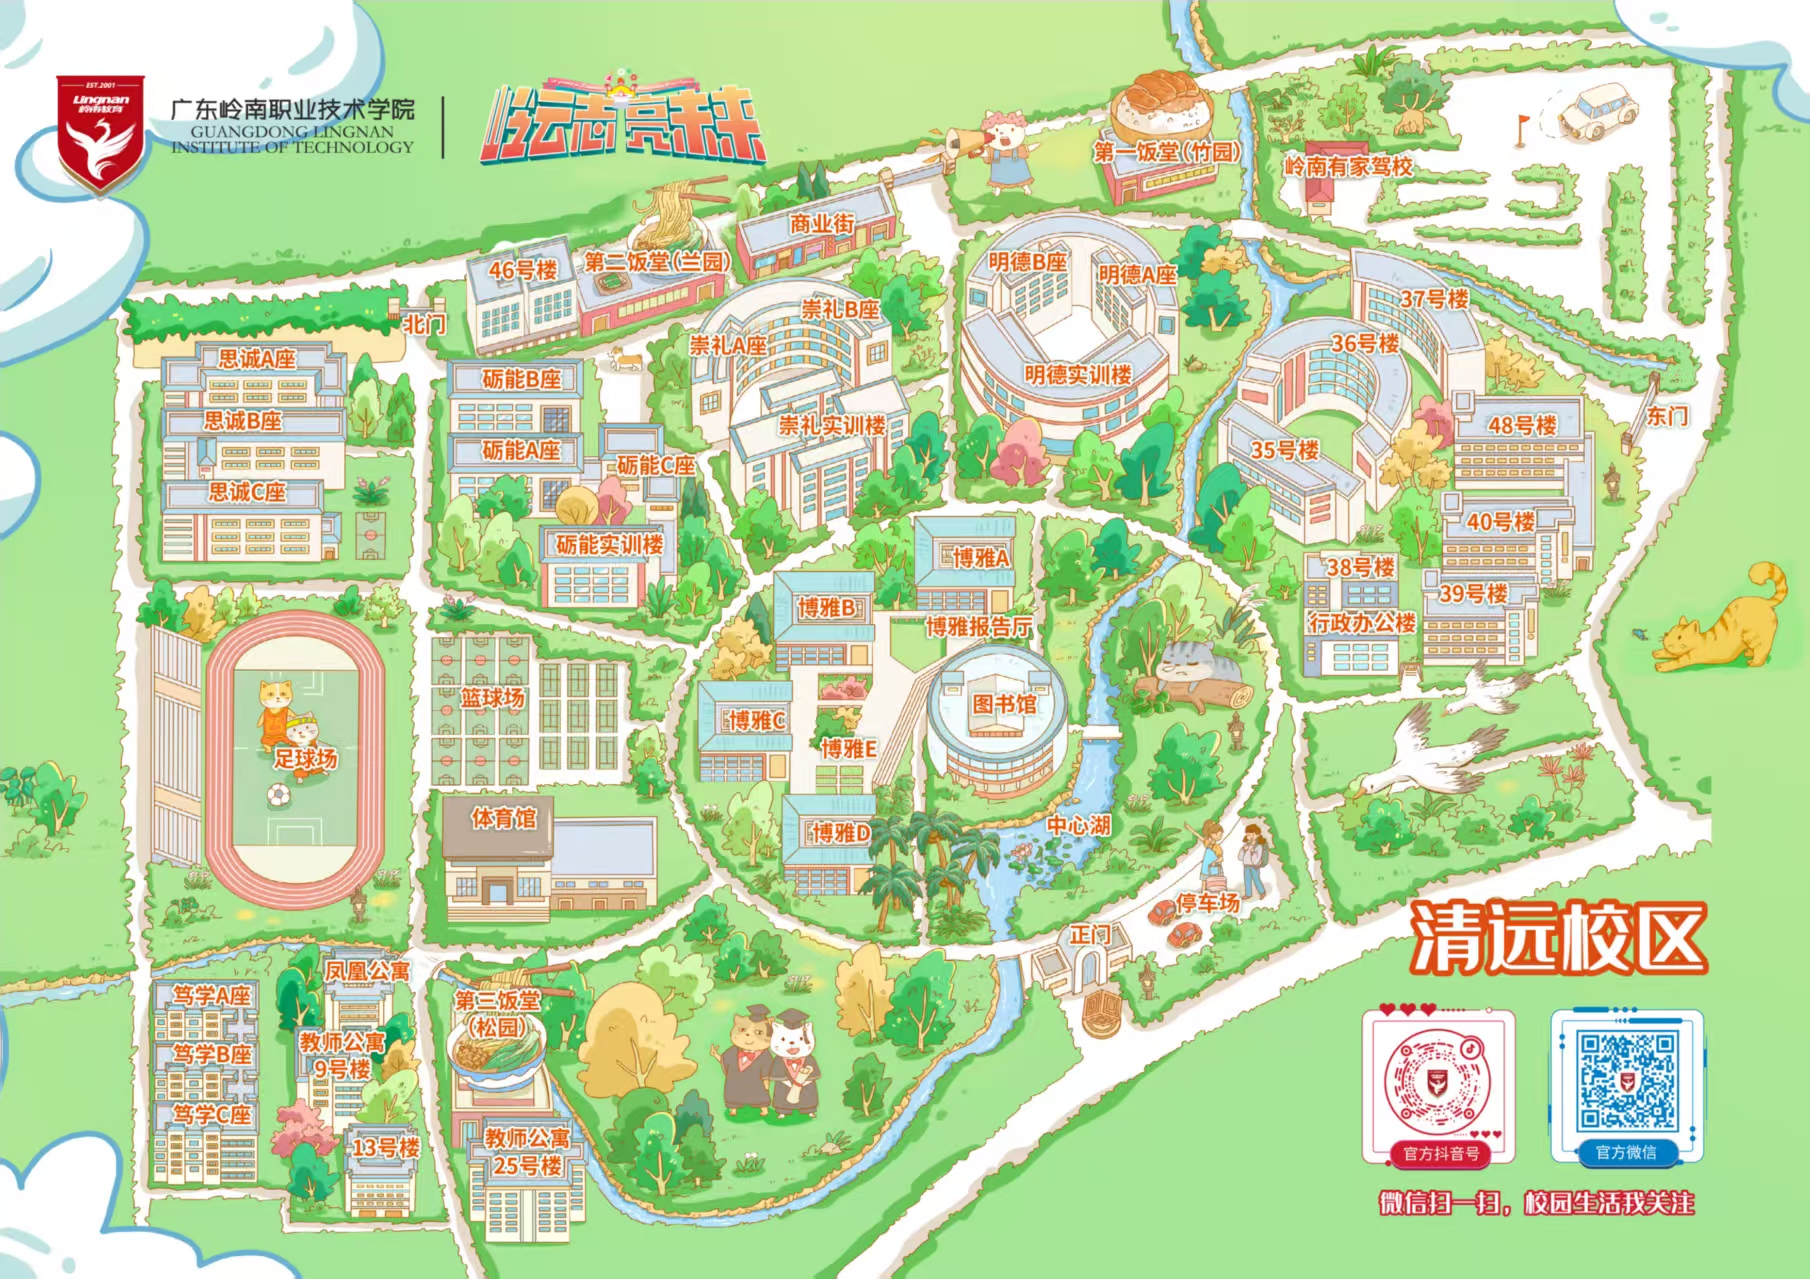 EST.2001
Lingnan
岭南教育
广东岭南职业技术学院
GUANGDONG LINGNAN
INSTITUTE OF TECHNOLOGY
岭云志 亮未来
第一饭堂(竹园)
岭南有家驾校
商业街
46号楼
第二饭堂(兰园)
北门
明德B座
明德A座
明德实训楼
崇礼B座
崇礼A座
崇礼实训楼
37号楼
36号楼
35号楼
东门
48号楼
40号楼
38号楼
39号楼
行政办公楼
思诚A座
思诚B座
思诚C座
砺能B座
砺能A座
砺能C座
砺能实训楼
博雅A
博雅B
博雅报告厅
博雅C
博雅E
博雅D
图书馆
中心湖
篮球场
足球场
体育馆
停车场
正门
凤凰公寓
笃学A座
笃学B座
笃学C座
教师公寓
9号楼
13号楼
第三饭堂
(松园)
教师公寓
25号楼
清远校区
官方抖音号
官方微信
微信扫一扫，校园生活我关注